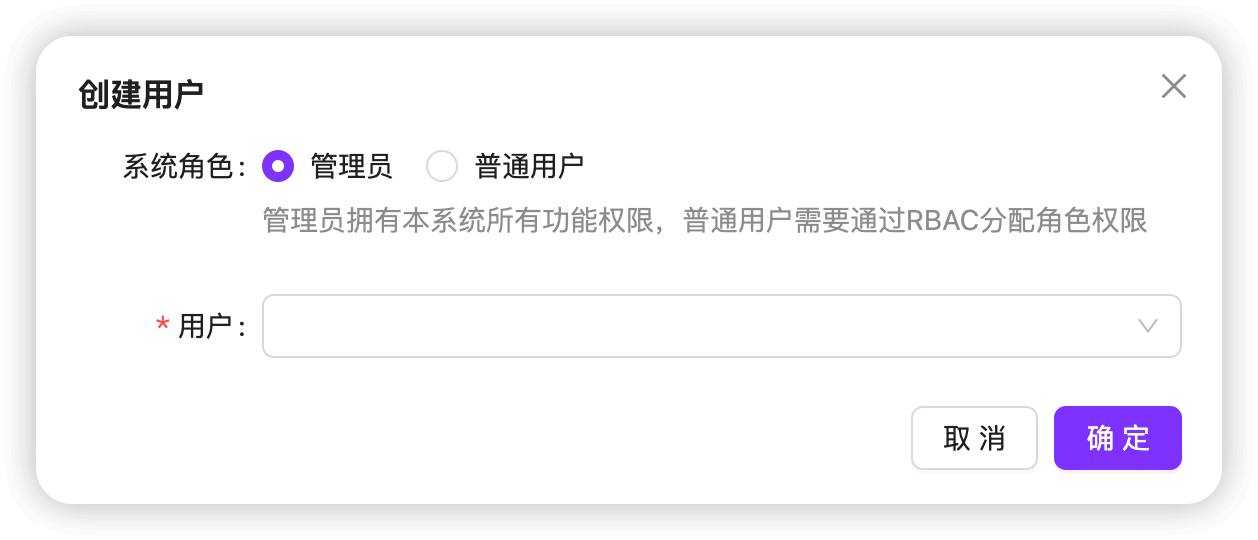 创建用户
系统角色： 管理员 普通用户
管理员拥有本系统所有功能权限，普通用户需要通过RBAC分配角色权限
* 用户：
取 消 确 定